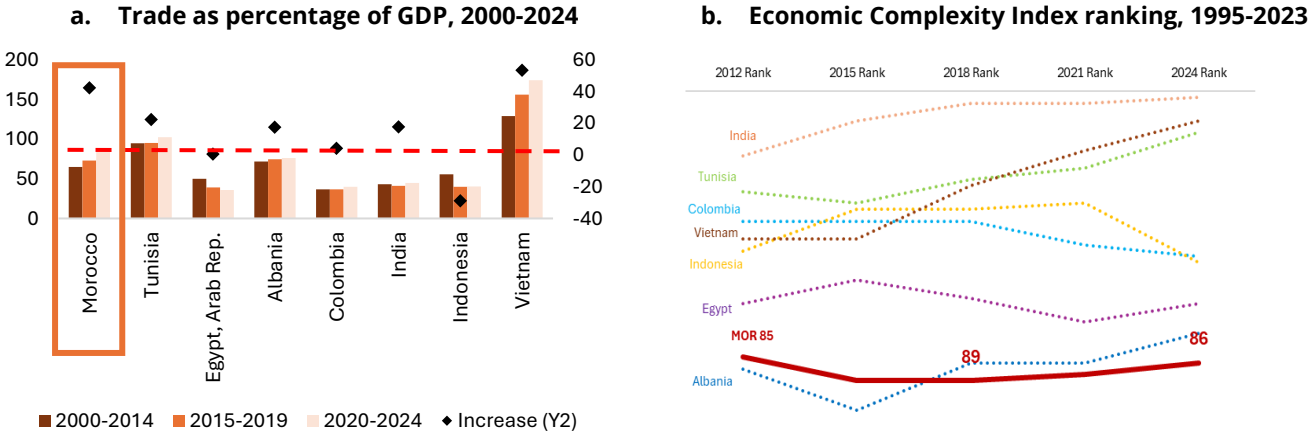 a. Trade as percentage of GDP, 2000-2024
200
150
100
50
0
60
40
20
0
-20
-40
Morocco
Tunisia
Egypt, Arab Rep.
Albania
Colombia
India
Indonesia
Vietnam
2000-2014 2015-2019 2020-2024 Increase (Y2)
b. Economic Complexity Index ranking, 1995-2023
2012 Rank 2015 Rank 2018 Rank 2021 Rank 2024 Rank
India
Tunisia
Colombia
Vietnam
Indonesia
Egypt
MOR 85
89
86
Albania